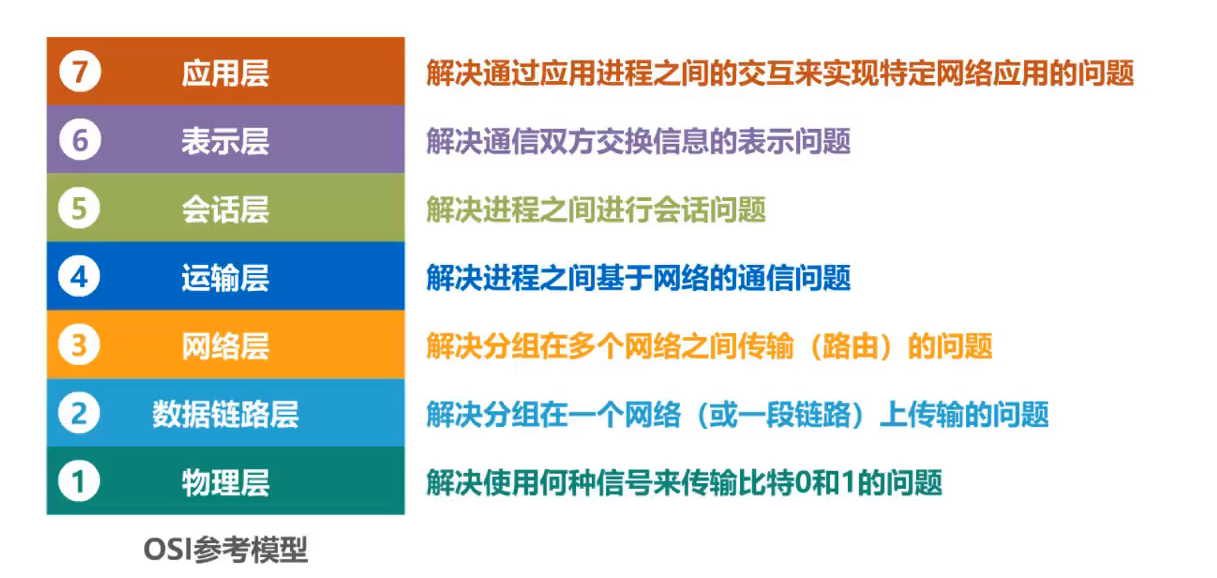 7 应用层 解决通过应用进程之间的交互来实现特定网络应用的问题
6 表示层 解决通信双方交换信息的表示问题
5 会话层 解决进程之间进行会话问题
4 运输层 解决进程之间基于网络的通信问题
3 网络层 解决分组在多个网络之间传输（路由）的问题
2 数据链路层 解决分组在一个网络（或一段链路）上传输的问题
1 物理层 解决使用何种信号来传输比特0和1的问题
OSI参考模型